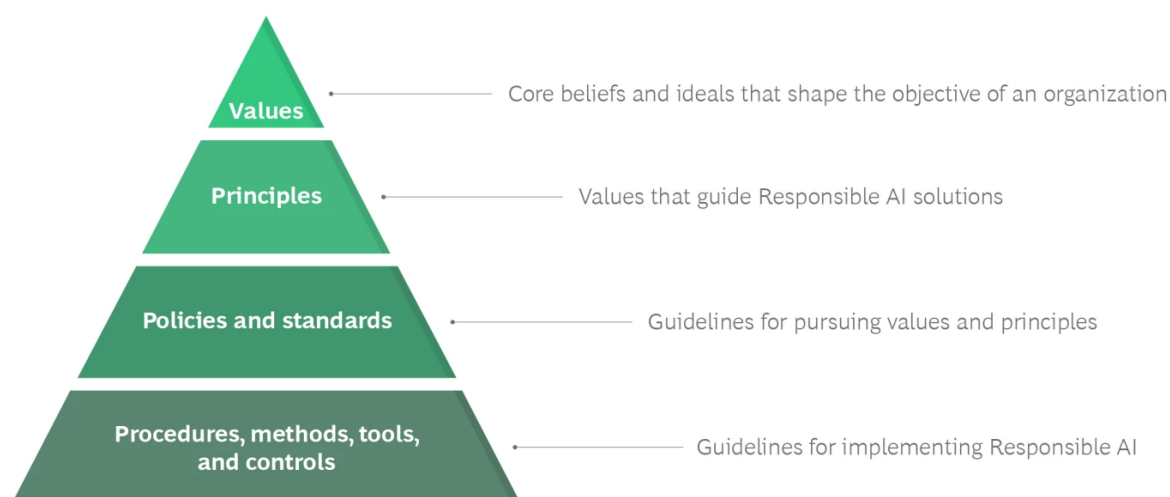 Values
Core beliefs and ideals that shape the objective of an organization
Principles
Values that guide Responsible AI solutions
Policies and standards
Guidelines for pursuing values and principles
Procedures, methods, tools,
and controls
Guidelines for implementing Responsible AI